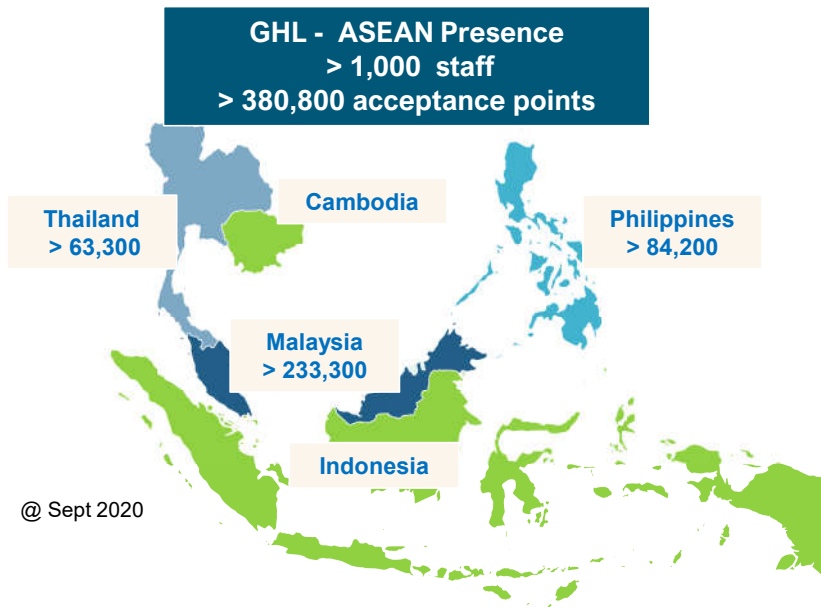 GHL - ASEAN Presence
> 1,000 staff
> 380,800 acceptance points
Cambodia
Thailand
> 63,300
Philippines
> 84,200
Malaysia
> 233,300
Indonesia
@ Sept 2020